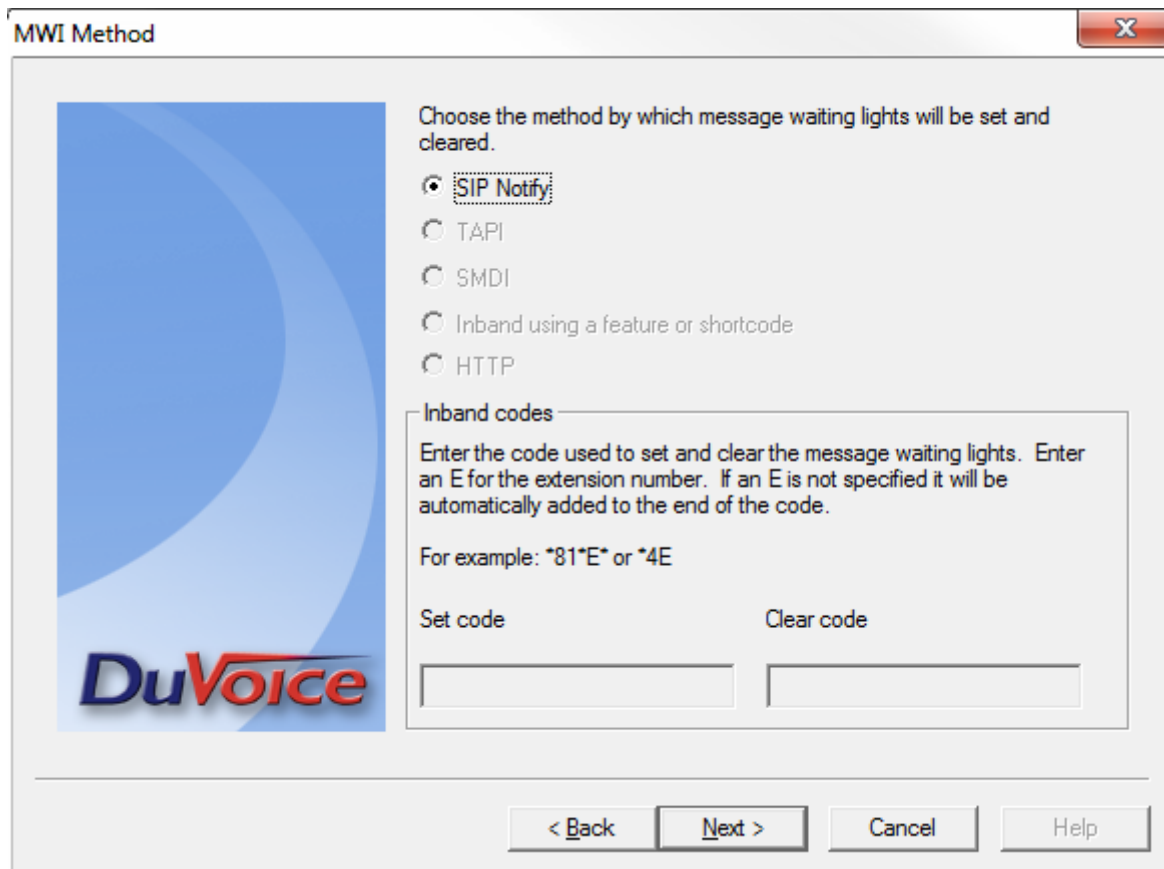 MWI Method
Choose the method by which message waiting lights will be set and
cleared.
SIP Notify
TAPI
SMDI
Inband using a feature or shortcode
HTTP
Inband codes
Enter the code used to set and clear the message waiting lights.  Enter
an E for the extension number.  If an E is not specified it will be
automatically added to the end of the code.
For example: *81*E* or *4E
Set code
Clear code
DuVoice
< Back
Next >
Cancel
Help